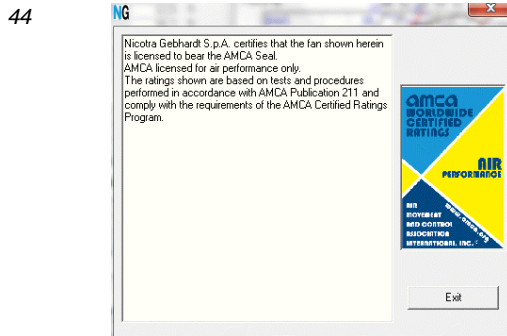 44
NG
Nicotra Gebhardt S.p.A. certifies that the fan shown herein
is licensed to bear the AMCA Seal.
AMCA licensed for air performance only.
The ratings shown are based on tests and procedures
performed in accordance with AMCA Publication 211 and
comply with the requirements of the AMCA Certified Ratings
Program.
amca
WORLDWIDE
CERTIFIED
RATINGS
AIR
PERFORMANCE
AIR
MOVEMENT
AND CONTROL
ASSOCIATION
INTERNATIONAL, INC.
www.amca.org
Exit